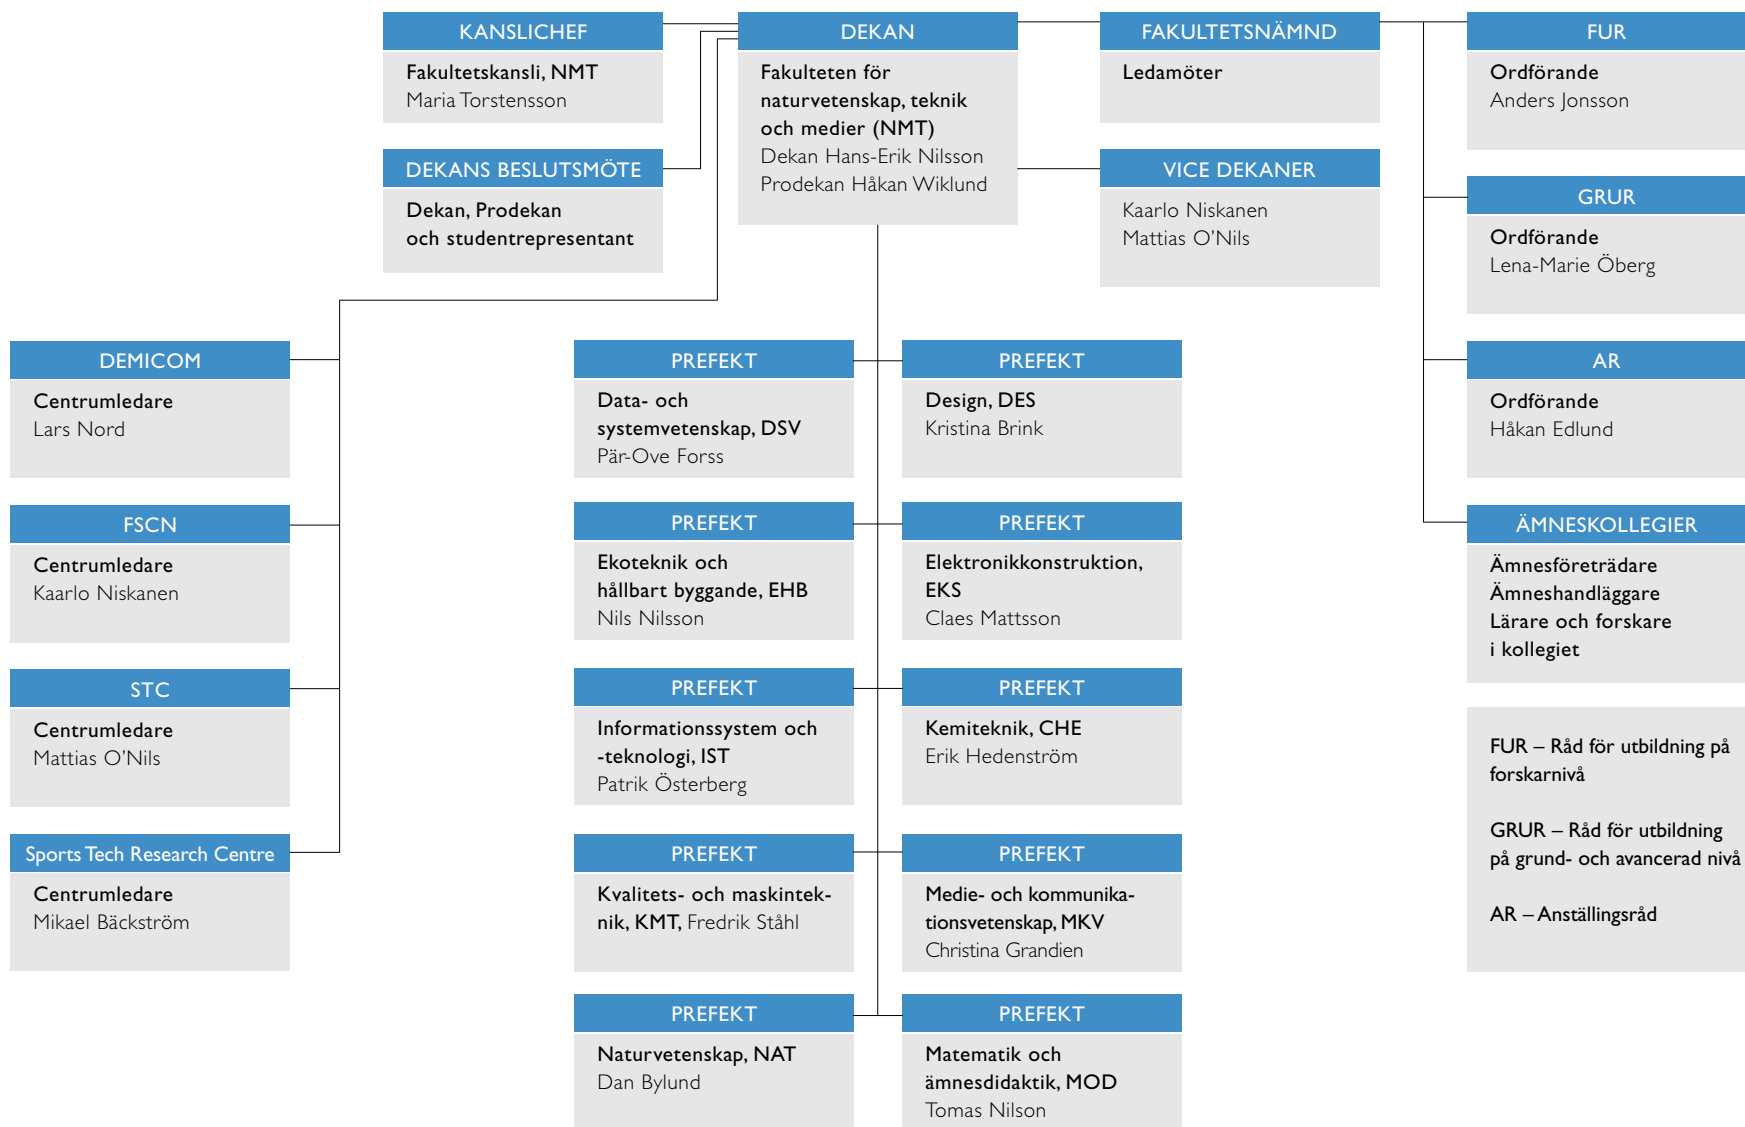 KANSLICHEF
Fakultetskansli, NMT
Maria Torstensson
DEKANS BESLUTSMÖTE
Dekan, Prodekan
och studentrepresentant
DEKAN
Fakulteten för
naturvetenskap, teknik
och medier (NMT)
Dekan Hans-Erik Nilsson
Prodekan Håkan Wiklund
FAKULTETSNÄMND
Ledamöter
VICE DEKANER
Kaarlo Niskanen
Mattias O’Nils
FUR
Ordförande
Anders Jonsson
GRUR
Ordförande
Lena-Marie Öberg
AR
Ordförande
Håkan Edlund
ÄMNESKOLLEGIER
Ämnesföreträdare
Ämneshandläggare
Lärare och forskare
i kollegiet
DEMICOM
Centrumledare
Lars Nord
FSCN
Centrumledare
Kaarlo Niskanen
STC
Centrumledare
Mattias O’Nils
Sports Tech Research Centre
Centrumledare
Mikael Bäckström
PREFEKT
Data- och
systemvetenskap, DSV
Pär-Ove Forss
PREFEKT
Design, DES
Kristina Brink
PREFEKT
Ekoteknik och
hållbart byggande, EHB
Nils Nilsson
PREFEKT
Elektronikkonstruktion,
EKS
Claes Mattsson
PREFEKT
Informationssystem och
-teknologi, IST
Patrik Österberg
PREFEKT
Kemiteknik, CHE
Erik Hedenström
PREFEKT
Kvalitets- och maskintek-
nik, KMT, Fredrik Ståhl
PREFEKT
Medie- och kommunika-
tionsvetenskap, MKV
Christina Grandien
PREFEKT
Naturvetenskap, NAT
Dan Bylund
PREFEKT
Matematik och
ämnesdidaktik, MOD
Tomas Nilson
FUR – Råd för utbildning på
forskarnivå
GRUR – Råd för utbildning
på grund- och avancerad nivå
AR – Anställningsråd